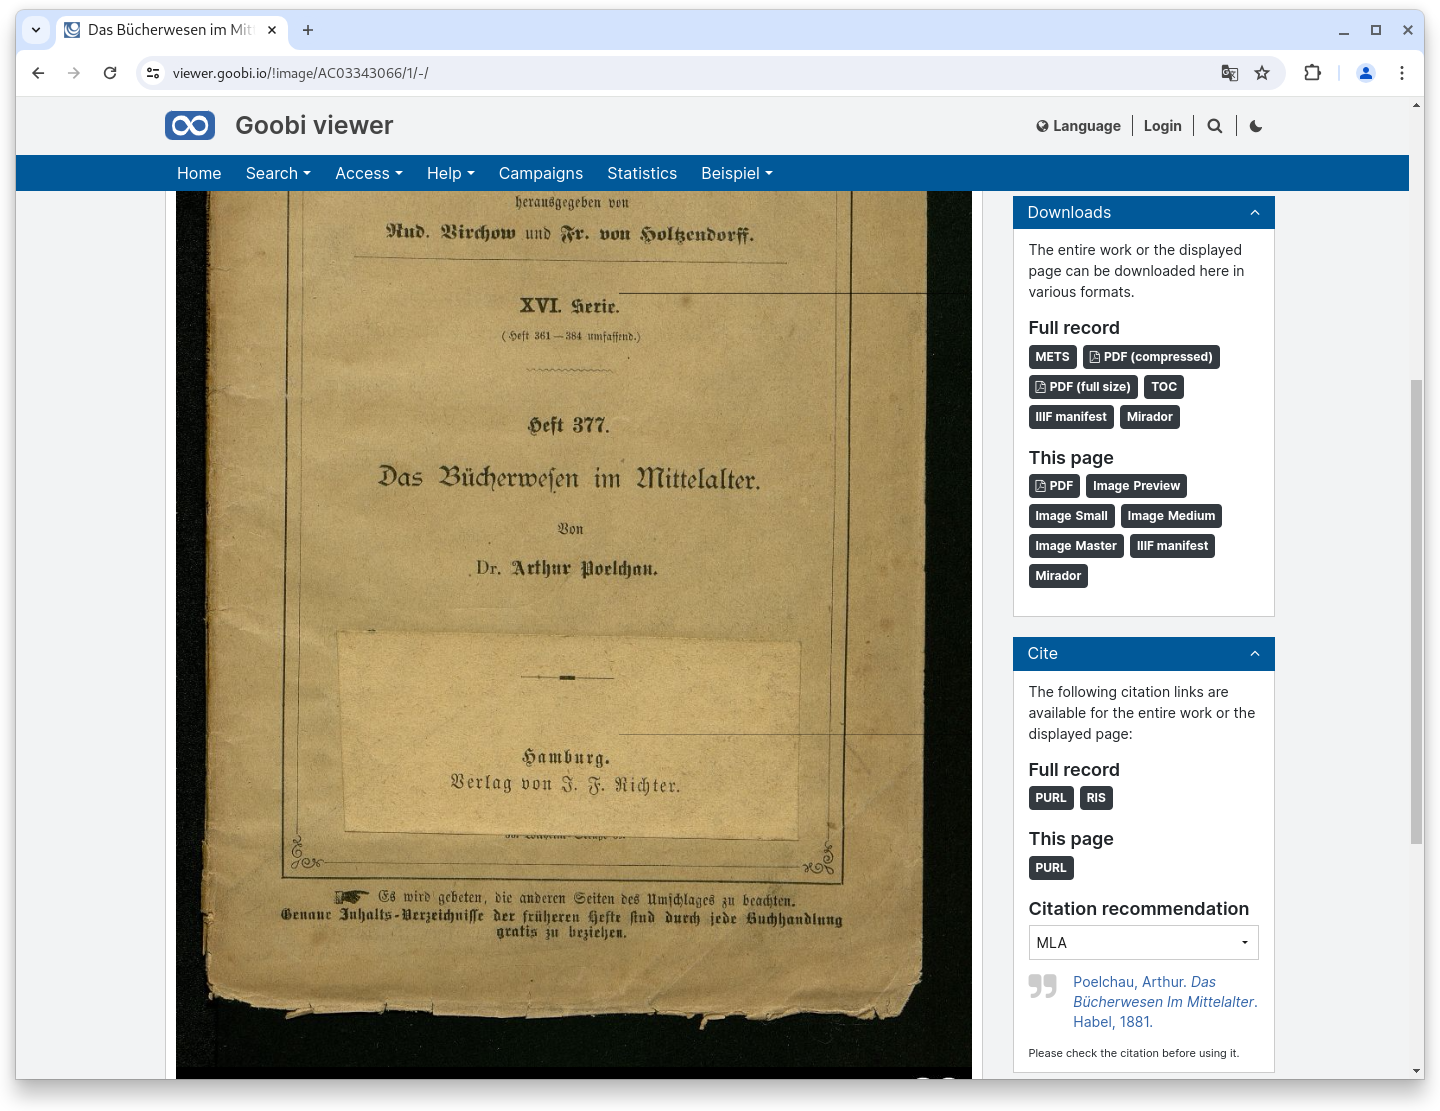 Das Bücherwesen im Mit
viewer.goobi.io/!image/AC03343066/1/-/
Goobi viewer
Language
Login
Home
Search
Access
Help
Campaigns
Statistics
Beispiel
herausgegeben von
Rud. Virchow und Fr. von Holtzendorff.
XVI. Serie.
(Heft 361—384 umfassend.)
Heft 377.
Das Bücherweſen im Mittelalter.
Von
Dr. Arthur Poelchau.
Hamburg.
Verlag von J. F. Richter.
Es wird gebeten, die anderen Seiten des Umſchlages zu beachten.
Genaue Inhalts-Verzeichniſſe der früheren Hefte ſind durch jede Buchhandlung
gratis zu beziehen.
Downloads
The entire work or the displayed
page can be downloaded here in
various formats.
Full record
METS PDF (compressed)
PDF (full size) TOC
IIIF manifest Mirador
This page
PDF Image Preview
Image Small Image Medium
Image Master IIIF manifest
Mirador
Cite
The following citation links are
available for the entire work or the
displayed page:
Full record
PURL RIS
This page
PURL
Citation recommendation
MLA
Poelchau, Arthur. Das
Bücherwesen Im Mittelalter.
Habel, 1881.
Please check the citation before using it.